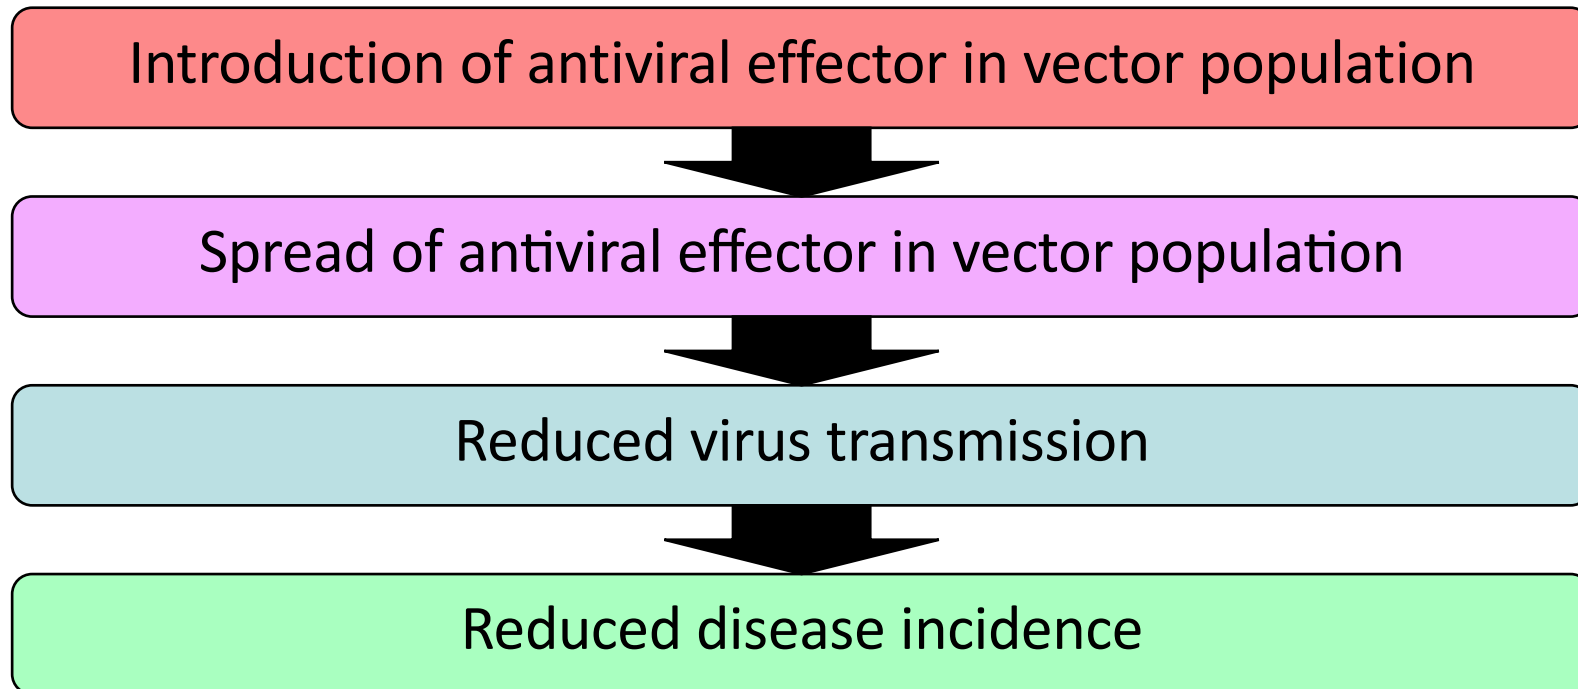 Introduction of antiviral effector in vector population
Spread of antiviral effector in vector population
Reduced virus transmission
Reduced disease incidence